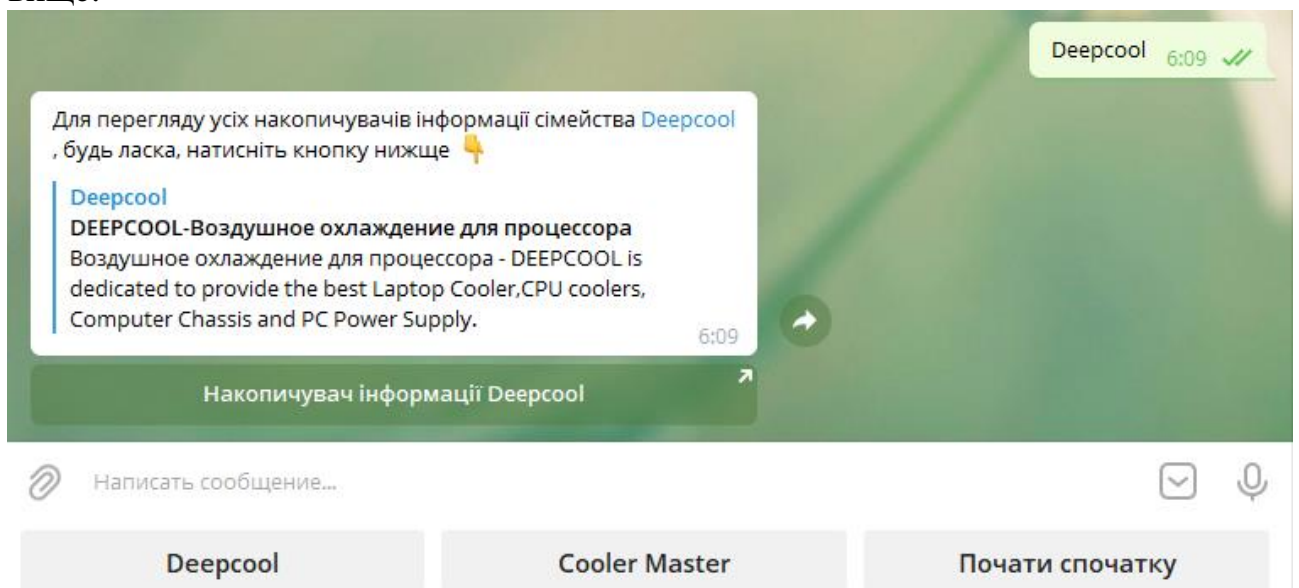 Deepcool 6:09
Для перегляду усіх накопичувачів інформації сімейства Deepcool
, будь ласка, натисніть кнопку нижще 👇
Deepcool
DEEPCOOL-Воздушное охлаждение для процессора
Воздушное охлаждение для процессора - DEEPCOOL is
dedicated to provide the best Laptop Cooler,CPU coolers,
Computer Chassis and PC Power Supply.
6:09
Накопичувач інформації Deepcool
Написать сообщение...
Deepcool Cooler Master Почати спочатку